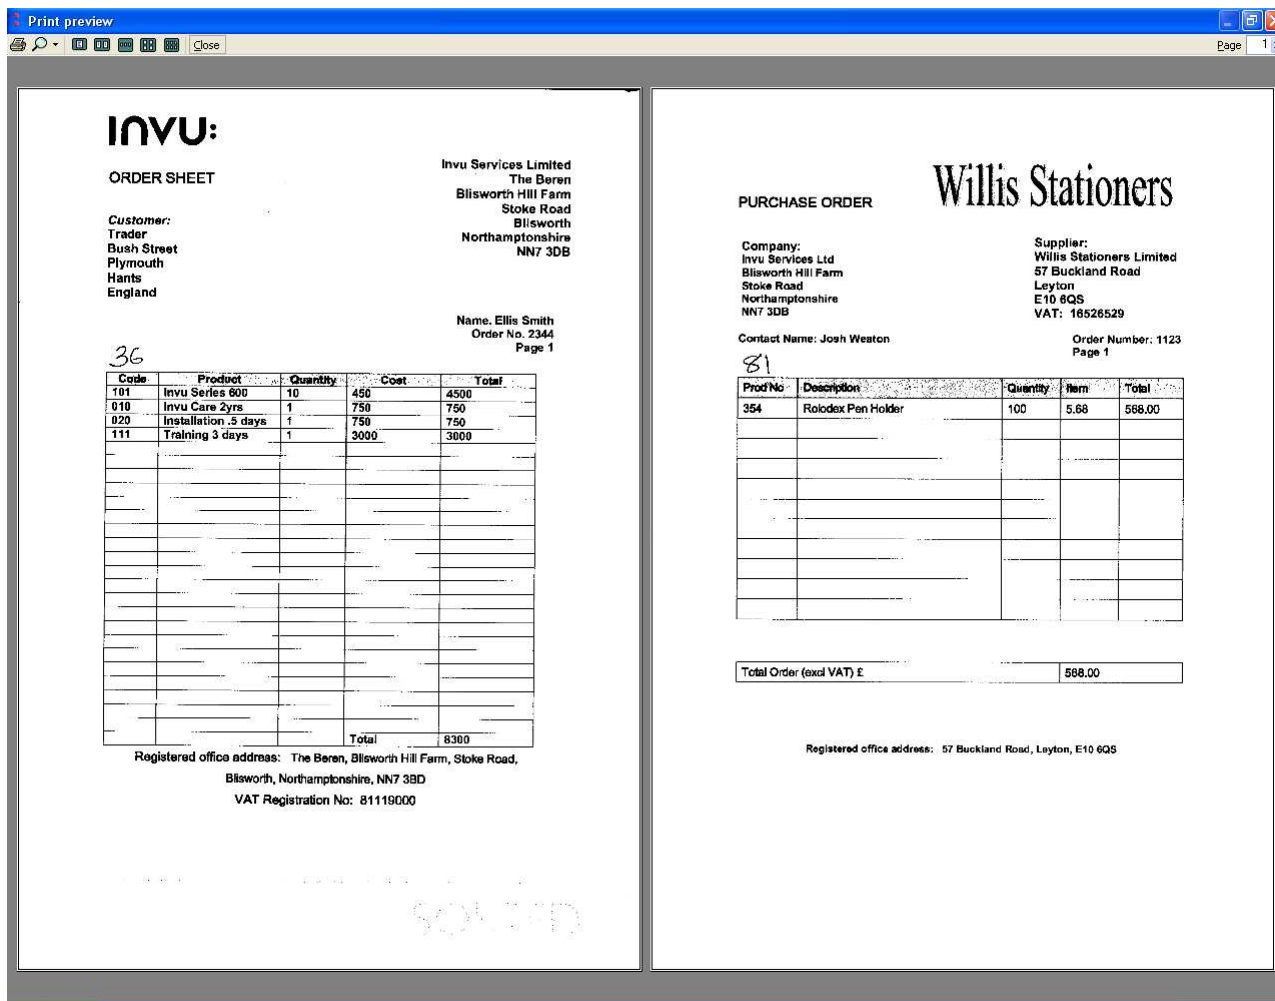 Print preview
Close
Page 1
INVU:
ORDER SHEET
Invu Services Limited
The Beren
Blisworth Hill Farm
Stoke Road
Blisworth
Northamptonshire
NN7 3DB
Customer:
Trader
Bush Street
Plymouth
Hants
England
Name. Ellis Smith
Order No. 2344
Page 1
36
Code Product Quantity Cost Total
101 Invu Series 600 10 450 4500
010 Invu Care 2yrs 1 750 750
020 Installation .5 days 1 750 750
111 Training 3 days 1 3000 3000
Total 8300
Registered office address: The Beren, Blisworth Hill Farm, Stoke Road,
Blisworth, Northamptonshire, NN7 3BD
VAT Registration No: 81119000
Willis Stationers
PURCHASE ORDER
Company:
Invu Services Ltd
Blisworth Hill Farm
Stoke Road
Northamptonshire
NN7 3DB
Supplier:
Willis Stationers Limited
57 Buckland Road
Leyton
E10 6QS
VAT: 16526529
Contact Name: Josh Weston
Order Number: 1123
Page 1
81
Prod No Description Quantity Item Total
354 Rolodex Pen Holder 100 5.68 568.00
Total Order (excl VAT) £ 568.00
Registered office address: 57 Buckland Road, Leyton, E10 6QS